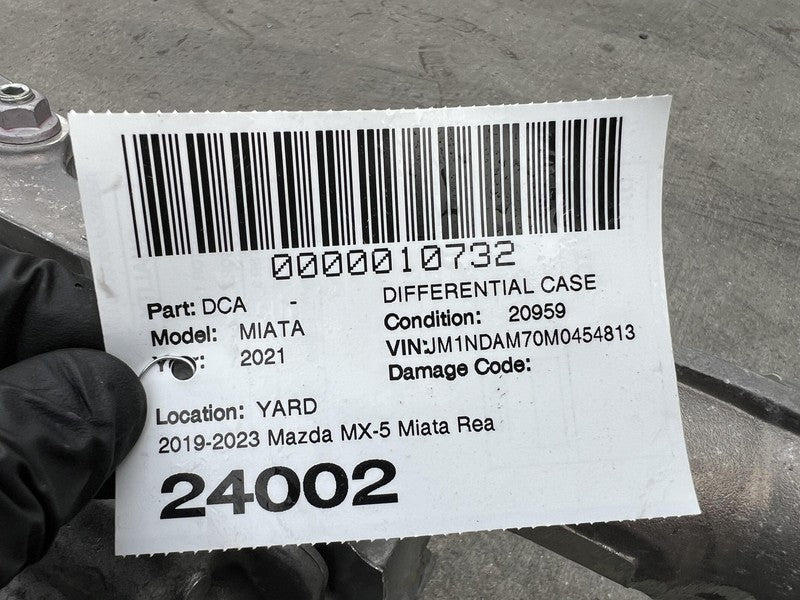 0000010732
Part: DCA - DIFFERENTIAL CASE
Model: MIATA Condition: 20959
2021 VIN:JM1NDAM70M0454813
Damage Code:
Location: YARD
2019-2023 Mazda MX-5 Miata Rea
24002